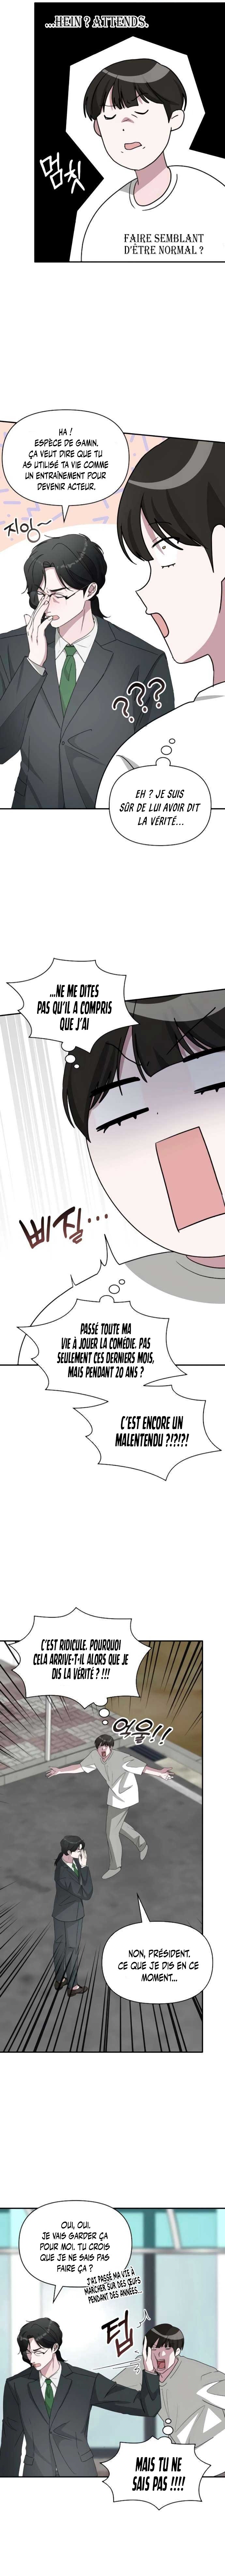 ...HEIN ? ATTENDS.
멈칫
FAIRE SEMBLANT
D'ÊTRE NORMAL ?
HA !
ESPÈCE DE GAMIN.
ÇA VEUT DIRE QUE TU
AS UTILISÉ TA VIE COMME
UN ENTRAÎNEMENT POUR
DEVENIR ACTEUR.
지잉~
???
EH ? JE SUIS
SÛR DE LUI AVOIR DIT
LA VÉRITÉ...
...NE ME DITES
PAS QU'IL A COMPRIS
QUE J'AI
삐질...
PASSÉ TOUTE MA
VIE À JOUER LA COMÉDIE. PAS
SEULEMENT CES DERNIERS MOIS,
MAIS PENDANT 20 ANS ?
C'EST ENCORE UN
MALENTENDU ?!?!?!
C'EST RIDICULE. POURQUOI
CELA ARRIVE-T-IL ALORS QUE JE
DIS LA VÉRITÉ ? !!!
억울!!
NON, PRÉSIDENT.
CE QUE JE DIS EN CE
MOMENT...
OUI, OUI.
JE VAIS GARDER ÇA
POUR MOI. TU CROIS
QUE JE NE SAIS PAS
FAIRE ÇA ?
J'AI PASSÉ MA VIE À
MARCHER SUR DES ŒUFS
PENDANT DES ANNÉES...
텁
MAIS TU NE
SAIS PAS !!!!